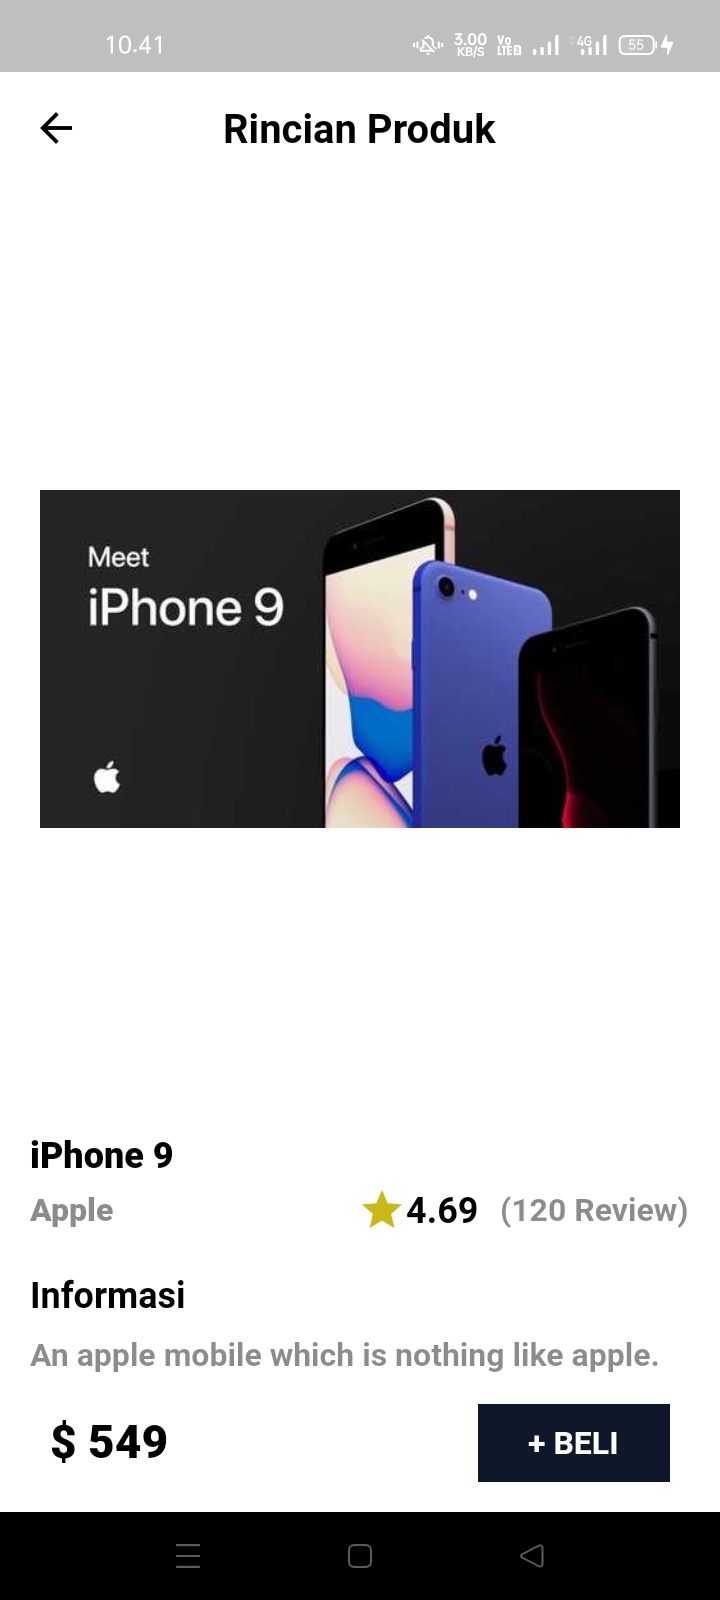 10.41
3.00
KB/S
Vo
LTE2
4G
55
Rincian Produk
Meet
iPhone 9
iPhone 9
Apple
4.69 (120 Review)
Informasi
An apple mobile which is nothing like apple.
$ 549
+ BELI